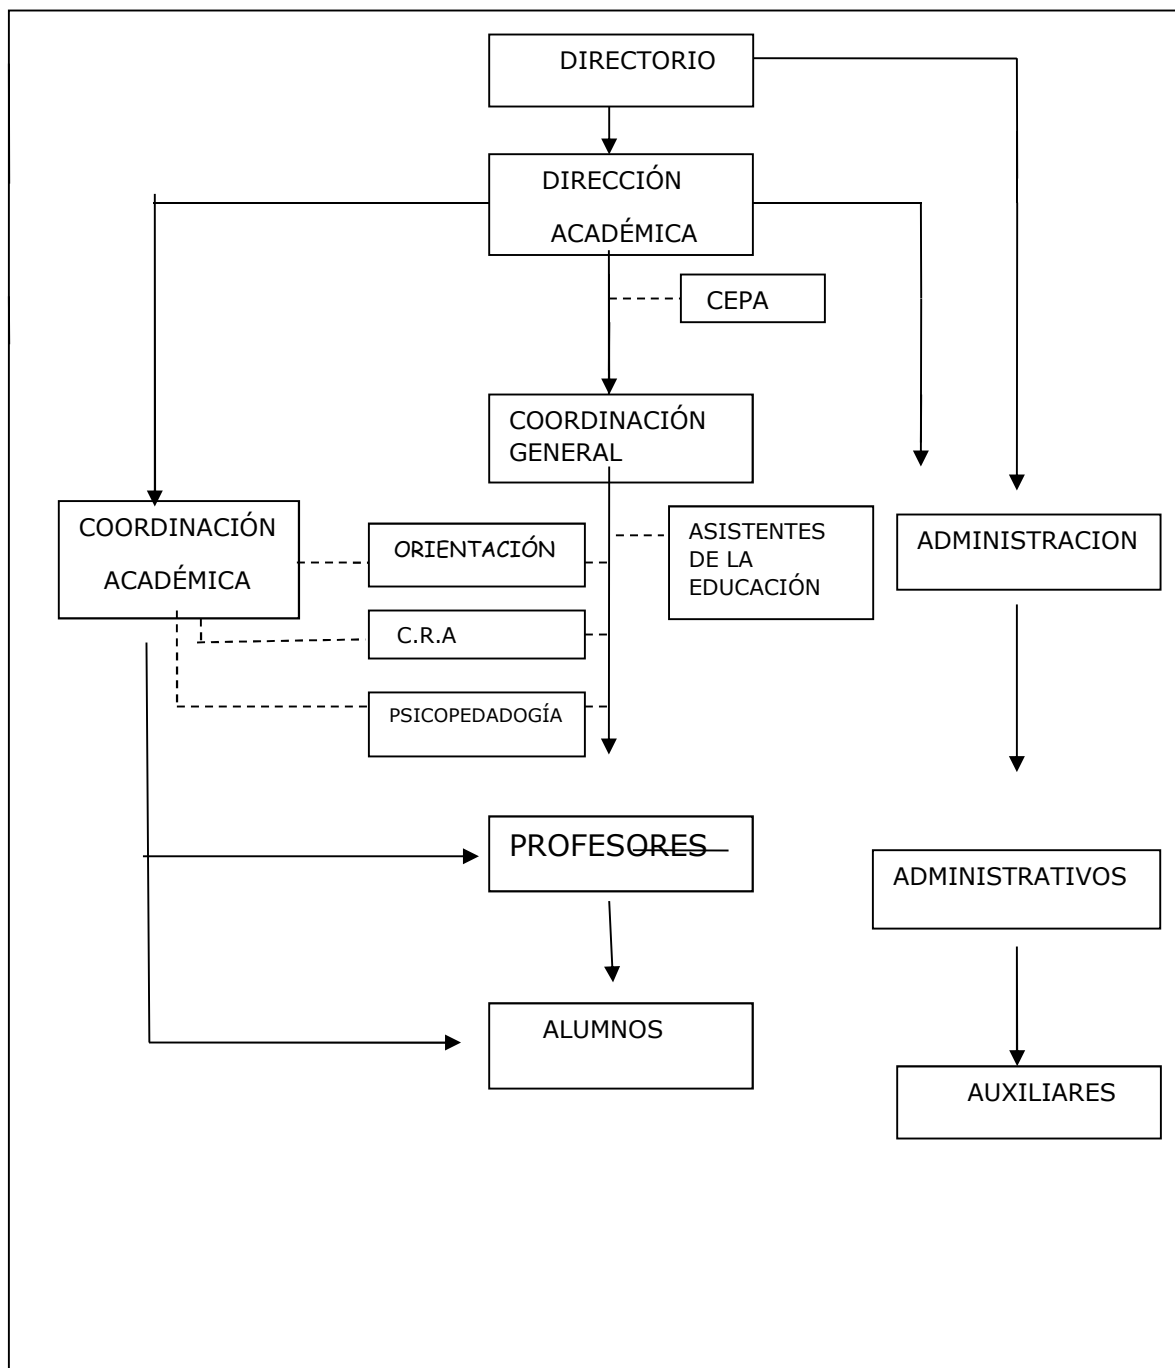 DIRECTORIO
DIRECCIÓN
ACADÉMICA
CEPA
COORDINACIÓN
GENERAL
COORDINACIÓN
ACADÉMICA
ORIENTACIÓN
ASISTENTES
DE LA
EDUCACIÓN
ADMINISTRACION
C.R.A
PSICOPEDADOGÍA
PROFESORES
ADMINISTRATIVOS
ALUMNOS
AUXILIARES